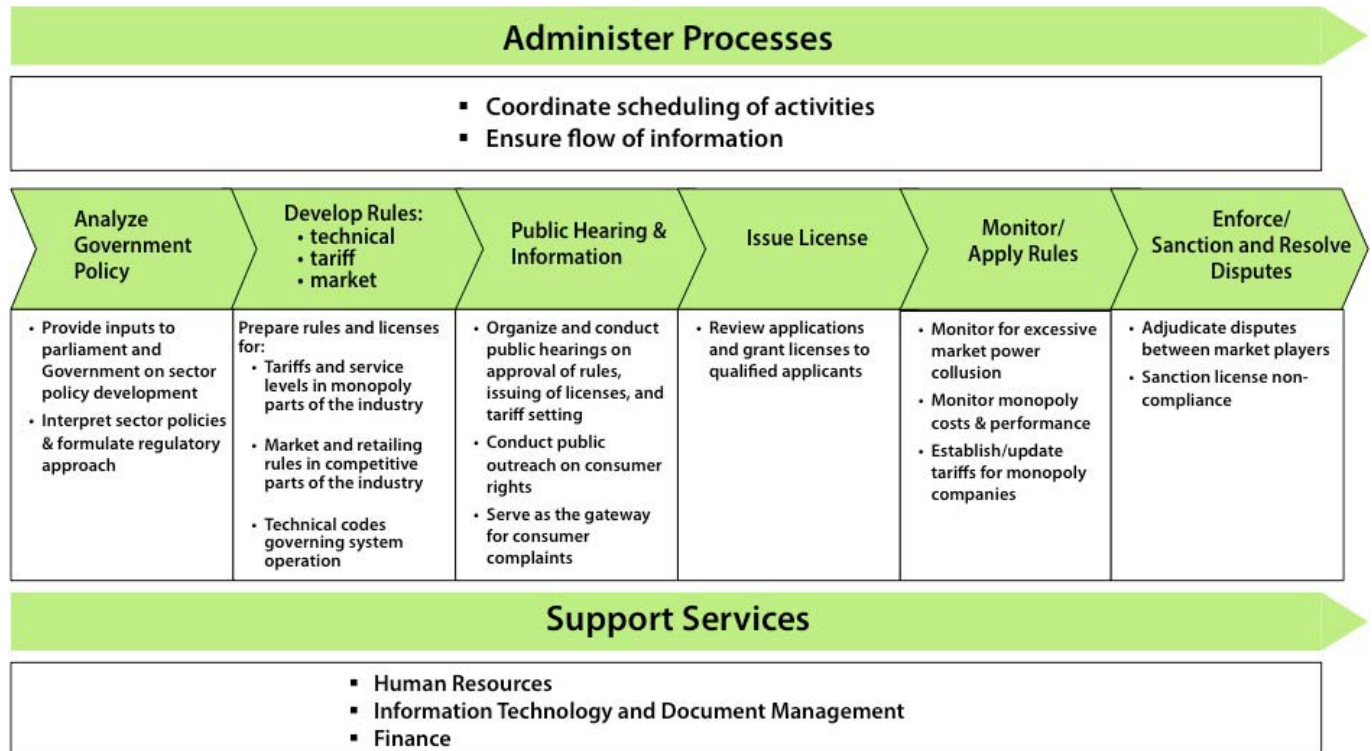 Administer Processes
▪ Coordinate scheduling of activities
▪ Ensure flow of information
Analyze
Government
Policy
Develop Rules:
• technical
• tariff
• market
Public Hearing &
Information
Issue License
Monitor/
Apply Rules
Enforce/
Sanction and Resolve
Disputes
• Provide inputs to
parliament and
Government on sector
policy development
• Interpret sector policies
& formulate regulatory
approach
Prepare rules and licenses
for:
• Tariffs and service
levels in monopoly
parts of the industry
• Market and retailing
rules in competitive
parts of the industry
• Technical codes
governing system
operation
• Organize and conduct
public hearings on
approval of rules,
issuing of licenses, and
tariff setting
• Conduct public
outreach on consumer
rights
• Serve as the gateway
for consumer
complaints
• Review applications
and grant licenses to
qualified applicants
• Monitor for excessive
market power
collusion
• Monitor monopoly
costs & performance
• Establish/update
tariffs for monopoly
companies
• Adjudicate disputes
between market players
• Sanction license non-
compliance
Support Services
▪ Human Resources
▪ Information Technology and Document Management
▪ Finance